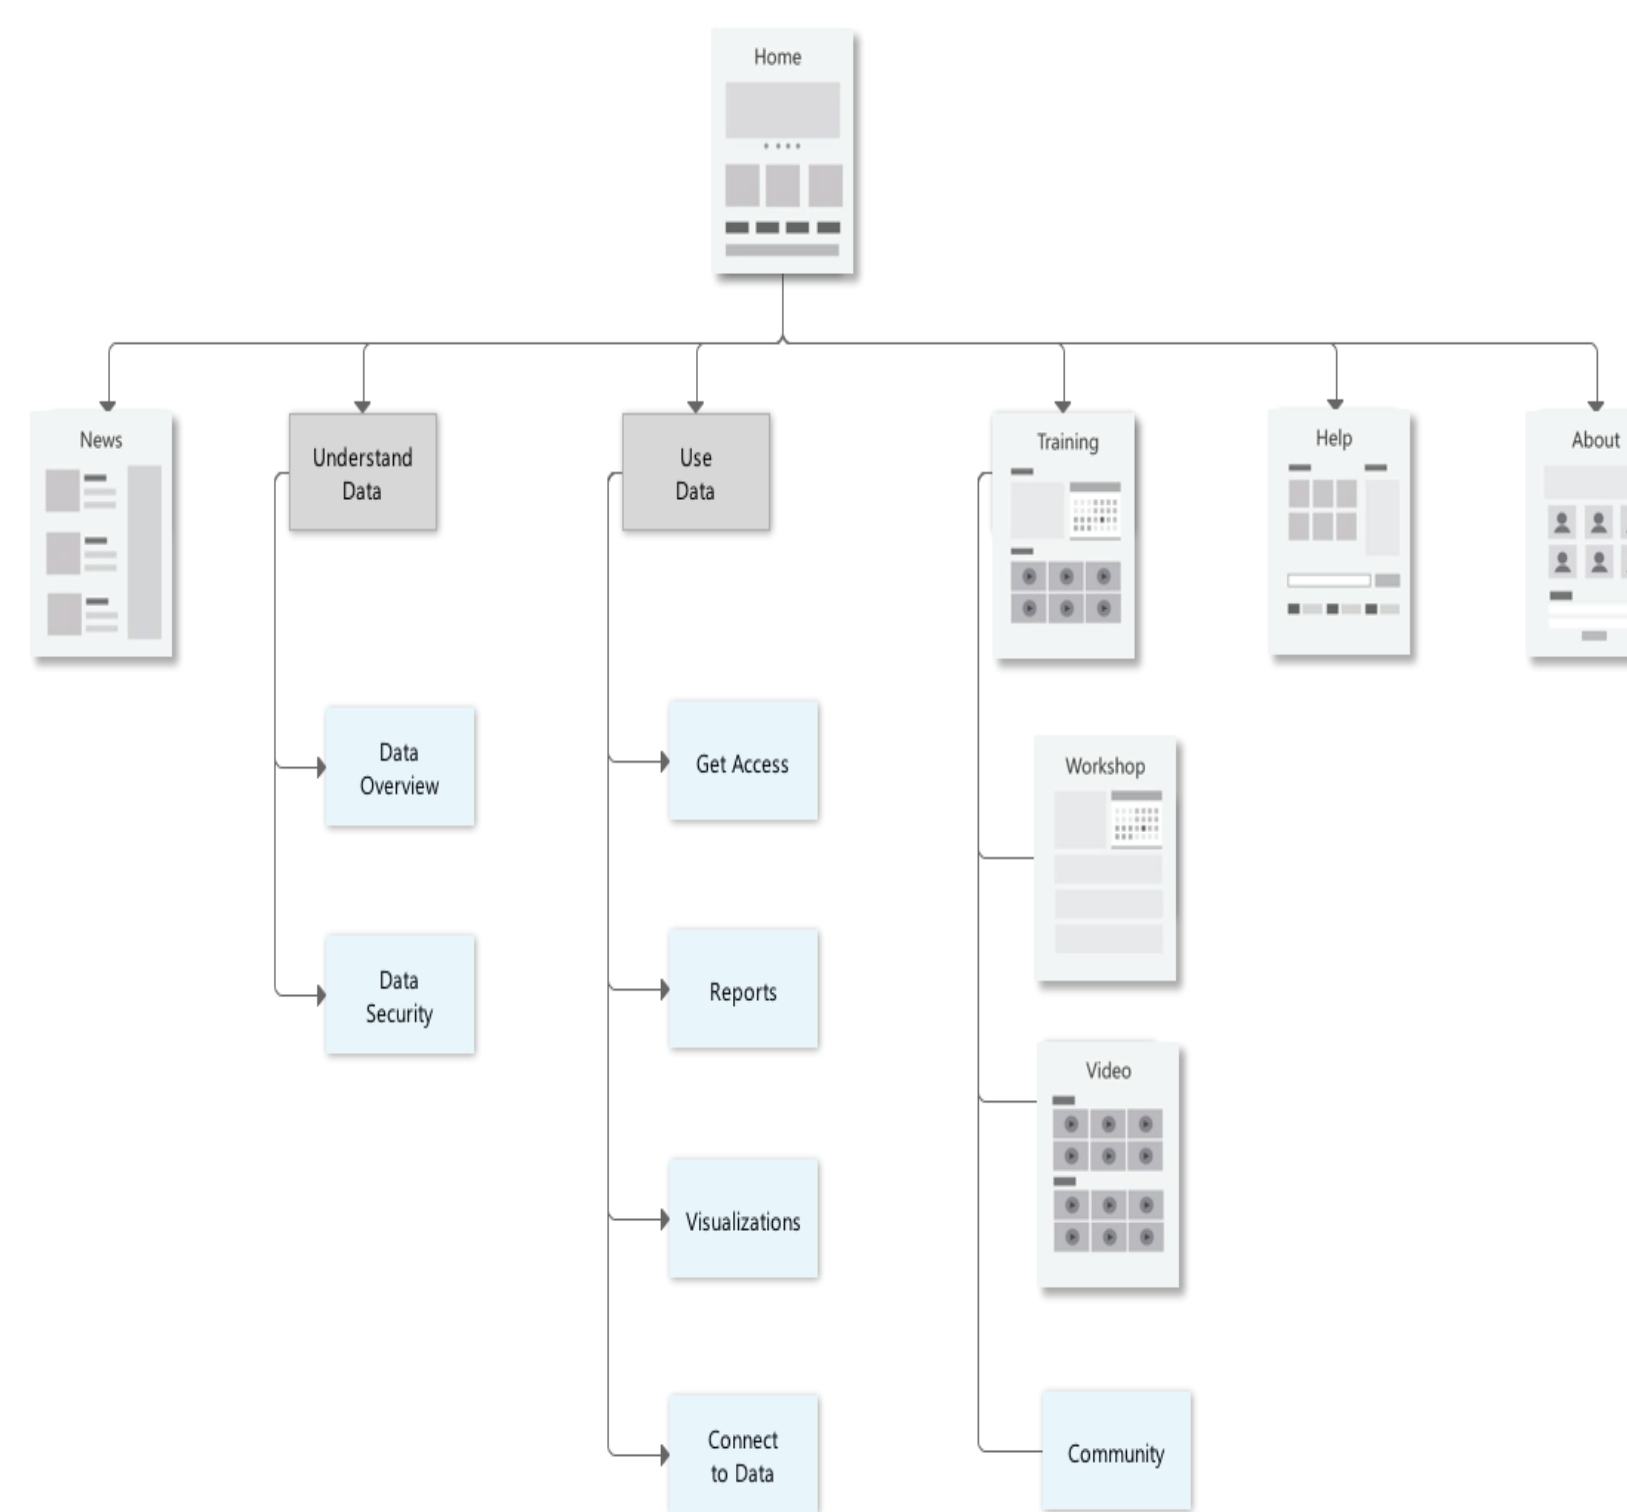 Home
News
Understand
Data
Use
Data
Training
Help
About
Data
Overview
Get Access
Workshop
Data
Security
Reports
Video
Visualizations
Connect
to Data
Community